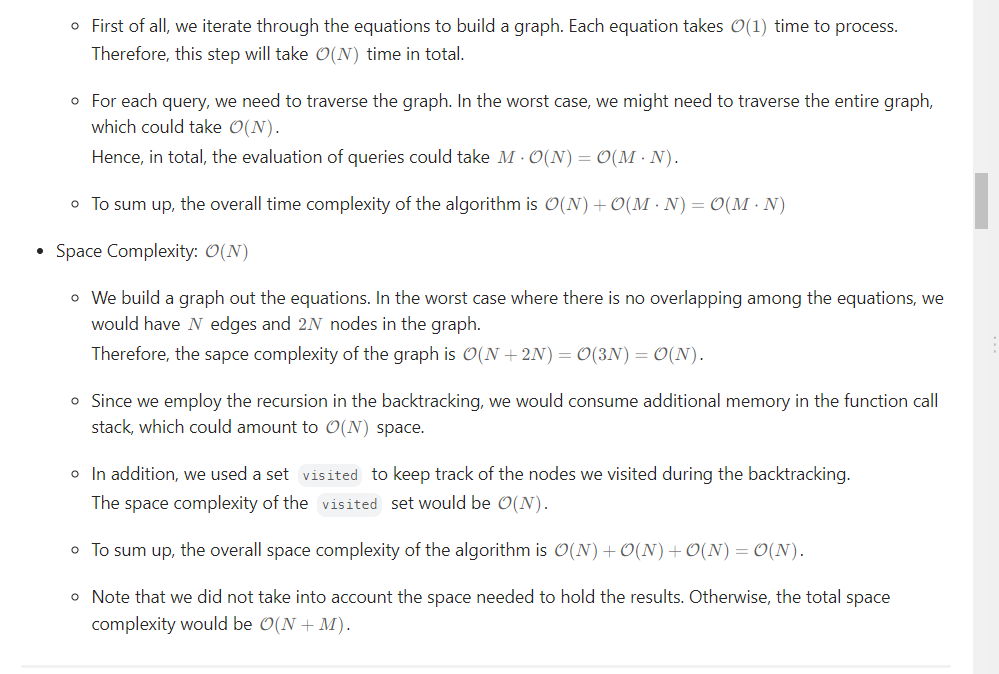 First of all, we iterate through the equations to build a graph. Each equation takes O(1) time to process.
Therefore, this step will take O(N) time in total.
For each query, we need to traverse the graph. In the worst case, we might need to traverse the entire graph,
which could take O(N).
Hence, in total, the evaluation of queries could take M · O(N) = O(M · N).
To sum up, the overall time complexity of the algorithm is O(N) + O(M · N) = O(M · N)
Space Complexity: O(N)
We build a graph out the equations. In the worst case where there is no overlapping among the equations, we
would have N edges and 2N nodes in the graph.
Therefore, the sapce complexity of the graph is O(N + 2N) = O(3N) = O(N).
Since we employ the recursion in the backtracking, we would consume additional memory in the function call
stack, which could amount to O(N) space.
In addition, we used a set visited to keep track of the nodes we visited during the backtracking.
The space complexity of the visited set would be O(N).
To sum up, the overall space complexity of the algorithm is O(N) + O(N) + O(N) = O(N).
Note that we did not take into account the space needed to hold the results. Otherwise, the total space
complexity would be O(N + M).